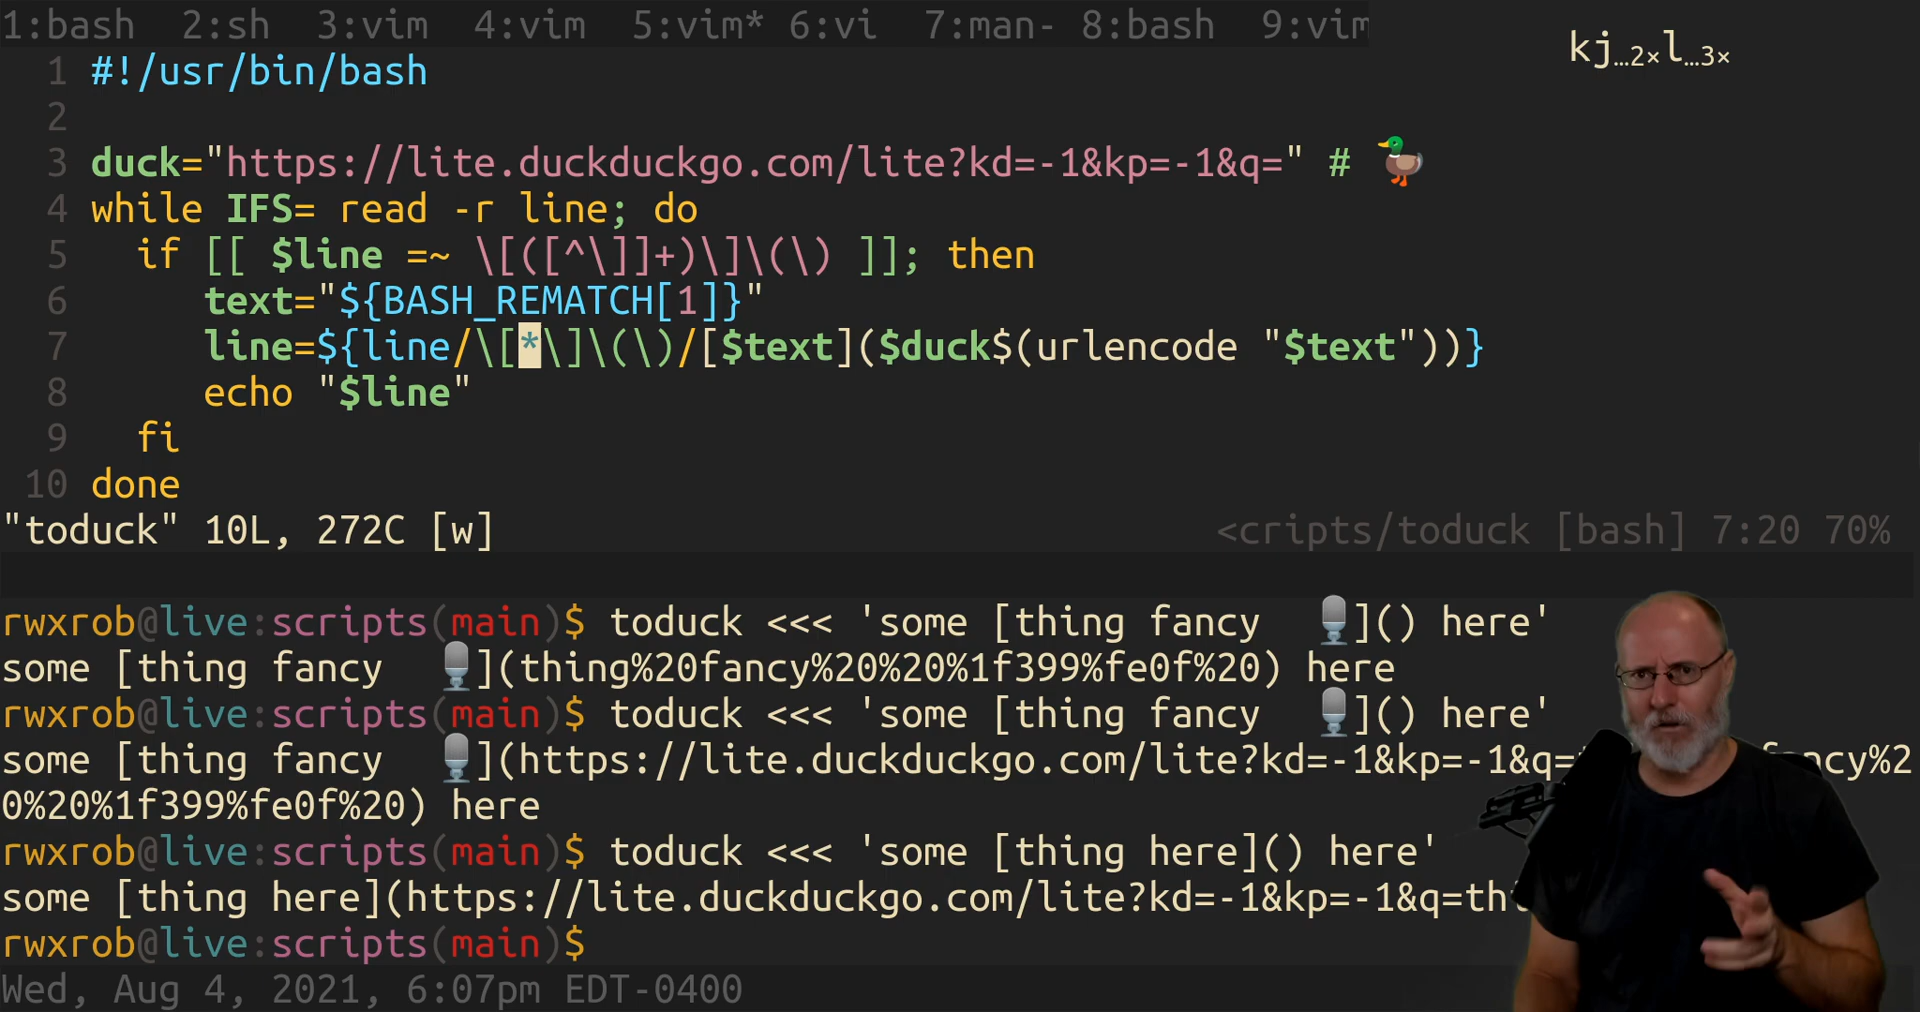 1:bash 2:sh 3:vim 4:vim 5:vim* 6:vi 7:man- 8:bash 9:vim
kj…2×l…3×
1 #!/usr/bin/bash
2
3 duck="https://lite.duckduckgo.com/lite?kd=-1&kp=-1&q=" # 🦆
4 while IFS= read -r line; do
5 if [[ $line =~ \[([^\]]+)\]\(\) ]]; then
6 text="${BASH_REMATCH[1]}"
7 line=${line/\[*\]\(\)/[$text]($duck$(urlencode "$text"))}
8 echo "$line"
9 fi
10 done
"toduck" 10L, 272C [w] <cripts/toduck [bash] 7:20 70%
rwxrob@live:scripts(main)$ toduck <<< 'some [thing fancy 🎙️]() here'
some [thing fancy 🎙️](thing%20fancy%20%20%1f399%fe0f%20) here
rwxrob@live:scripts(main)$ toduck <<< 'some [thing fancy 🎙️]() here'
some [thing fancy 🎙️](https://lite.duckduckgo.com/lite?kd=-1&kp=-1&q= fancy%2
0%20%1f399%fe0f%20) here
rwxrob@live:scripts(main)$ toduck <<< 'some [thing here]() here'
some [thing here](https://lite.duckduckgo.com/lite?kd=-1&kp=-1&q=th
rwxrob@live:scripts(main)$
Wed, Aug 4, 2021, 6:07pm EDT-0400